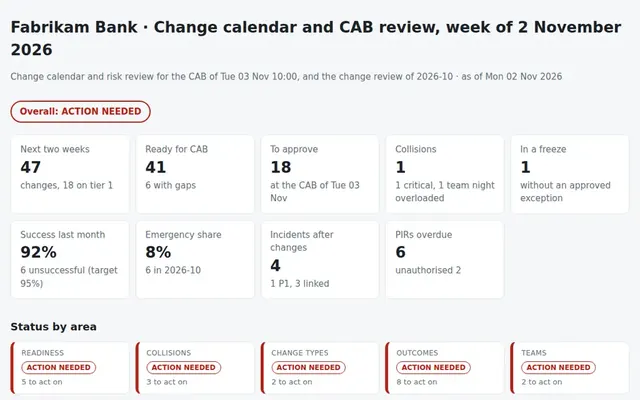 Fabrikam Bank · Change calendar and CAB review, week of 2 November
2026
Change calendar and risk review for the CAB of Tue 03 Nov 10:00, and the change review of 2026-10 · as of Mon 02 Nov 2026
Overall: ACTION NEEDED
Next two weeks
47
changes, 18 on tier 1
Ready for CAB
41
6 with gaps
To approve
18
at the CAB of Tue 03
Nov
Collisions
1
1 critical, 1 team night
overloaded
In a freeze
1
without an approved
exception
Success last month
92%
6 unsuccessful (target
95%)
Emergency share
8%
6 in 2026-10
Incidents after
changes
4
1 P1, 3 linked
PIRs overdue
6
unauthorised 2
Status by area
READINESS
ACTION NEEDED
5 to act on
COLLISIONS
ACTION NEEDED
3 to act on
CHANGE TYPES
ACTION NEEDED
2 to act on
OUTCOMES
ACTION NEEDED
8 to act on
TEAMS
ACTION NEEDED
2 to act on